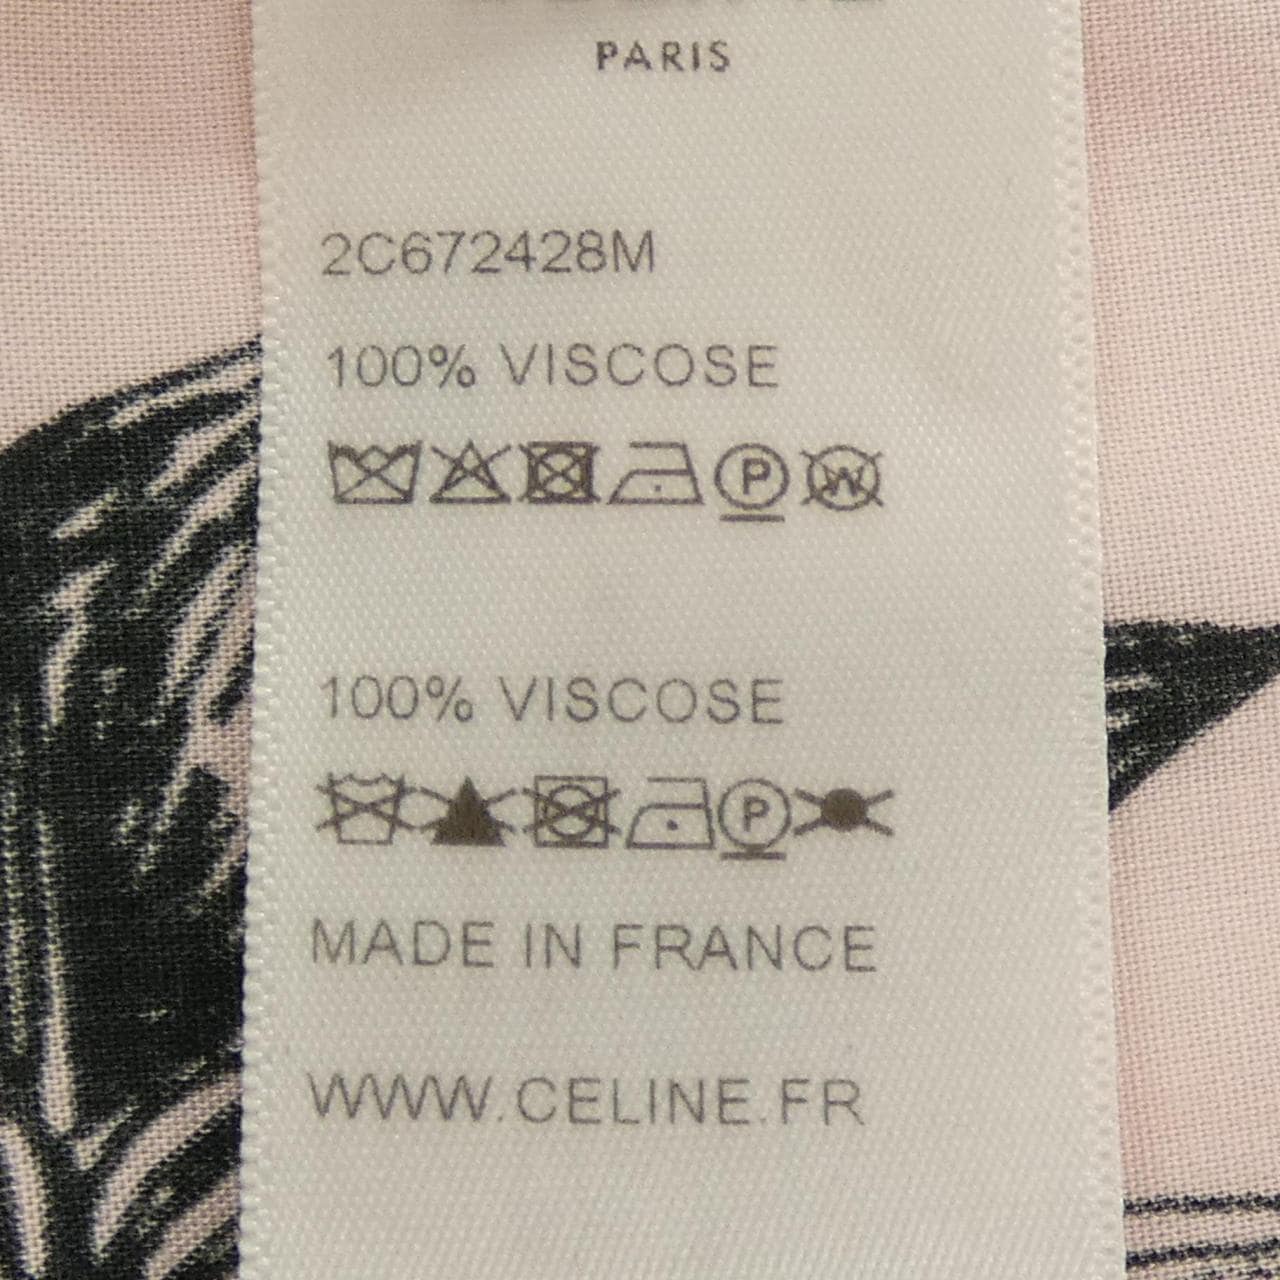 PARIS
2C672428M
100% VISCOSE
P W
100% VISCOSE
P
MADE IN FRANCE
WWW.CELINE.FR